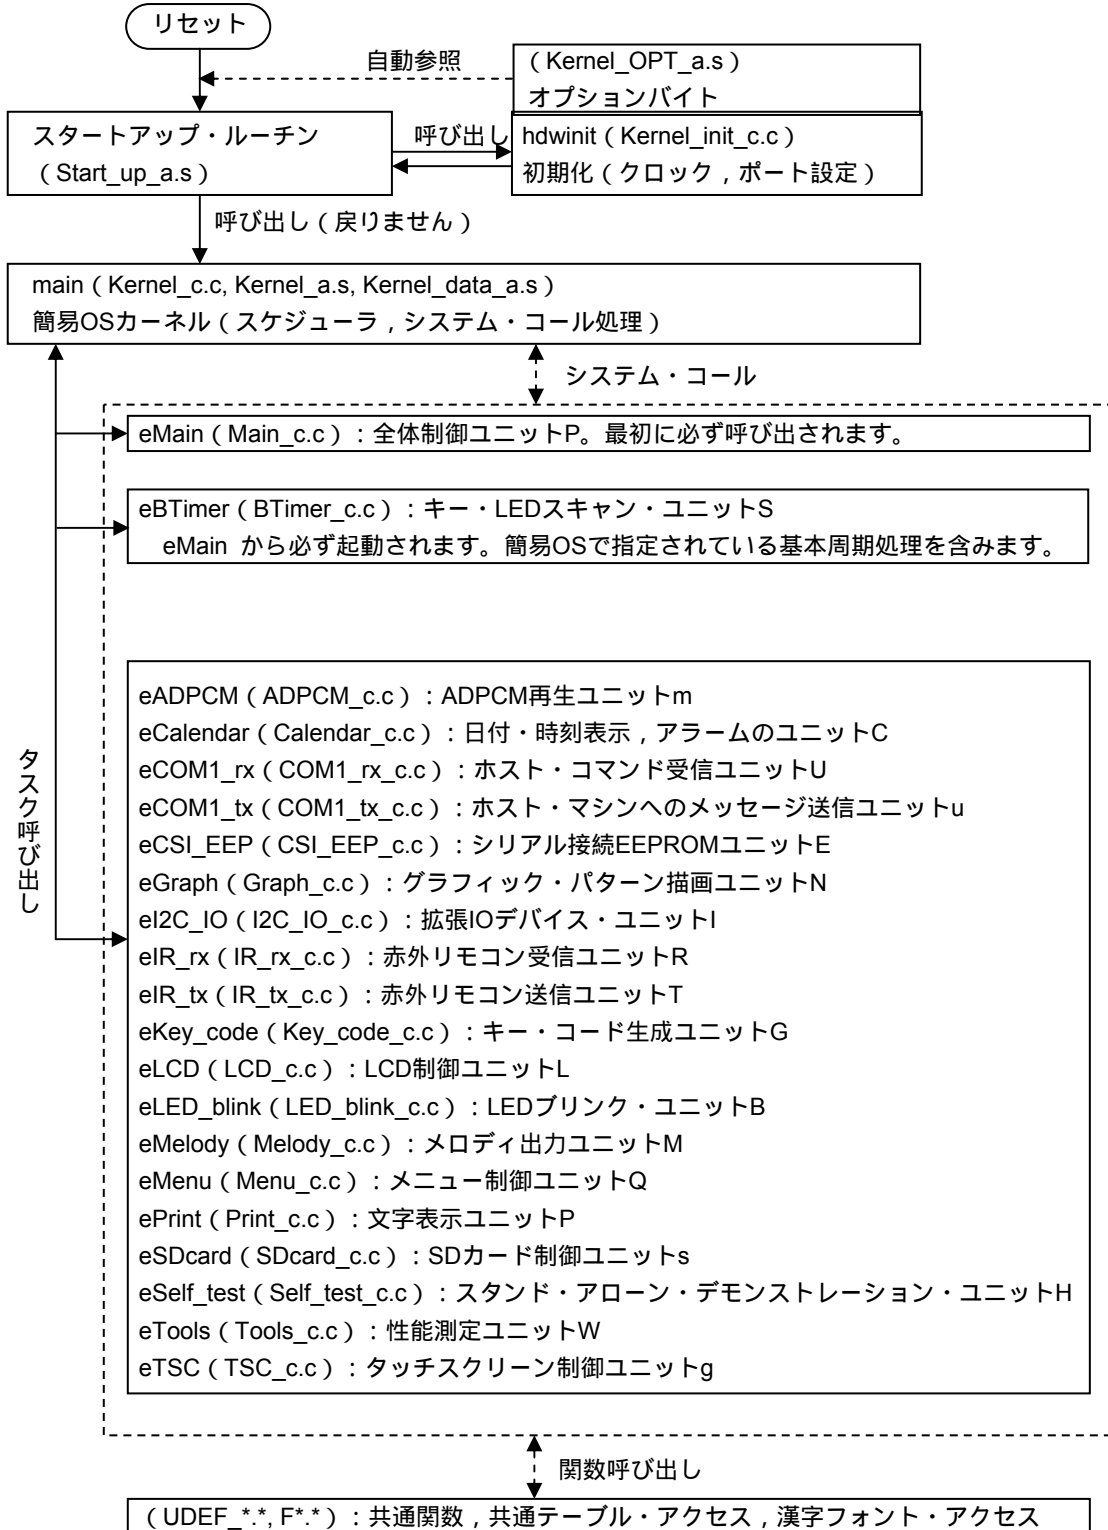 リセット
自動参照
（Kernel_OPT_a.s）
オプションバイト
スタートアップ・ルーチン
（Start_up_a.s）
呼び出し
hdwinit（Kernel_init_c.c）
初期化（クロック，ポート設定）
呼び出し（戻りません）
main（Kernel_c.c, Kernel_a.s, Kernel_data_a.s）
簡易OSカーネル（スケジューラ，システム・コール処理）
システム・コール
eMain（Main_c.c）：全体制御ユニットP。最初に必ず呼び出されます。
eBTimer（BTimer_c.c）：キー・LEDスキャン・ユニットS
eMain から必ず起動されます。簡易OSで指定されている基本周期処理を含みます。
タスク呼び出し
eADPCM（ADPCM_c.c）：ADPCM再生ユニットm
eCalendar（Calendar_c.c）：日付・時刻表示，アラームのユニットC
eCOM1_rx（COM1_rx_c.c）：ホスト・コマンド受信ユニットU
eCOM1_tx（COM1_tx_c.c）：ホスト・マシンへのメッセージ送信ユニットu
eCSI_EEP（CSI_EEP_c.c）：シリアル接続EEPROMユニットE
eGraph（Graph_c.c）：グラフィック・パターン描画ユニットN
eI2C_IO（I2C_IO_c.c）：拡張IOデバイス・ユニットI
eIR_rx（IR_rx_c.c）：赤外リモコン受信ユニットR
eIR_tx（IR_tx_c.c）：赤外リモコン送信ユニットT
eKey_code（Key_code_c.c）：キー・コード生成ユニットG
eLCD（LCD_c.c）：LCD制御ユニットL
eLED_blink（LED_blink_c.c）：LEDブリンク・ユニットB
eMelody（Melody_c.c）：メロディ出力ユニットM
eMenu（Menu_c.c）：メニュー制御ユニットQ
ePrint（Print_c.c）：文字表示ユニットP
eSDcard（SDcard_c.c）：SDカード制御ユニットs
eSelf_test（Self_test_c.c）：スタンド・アローン・デモンストレーション・ユニットH
eTools（Tools_c.c）：性能測定ユニットW
eTSC（TSC_c.c）：タッチスクリーン制御ユニットg
関数呼び出し
（UDEF_*.*, F*.*）：共通関数，共通テーブル・アクセス，漢字フォント・アクセス